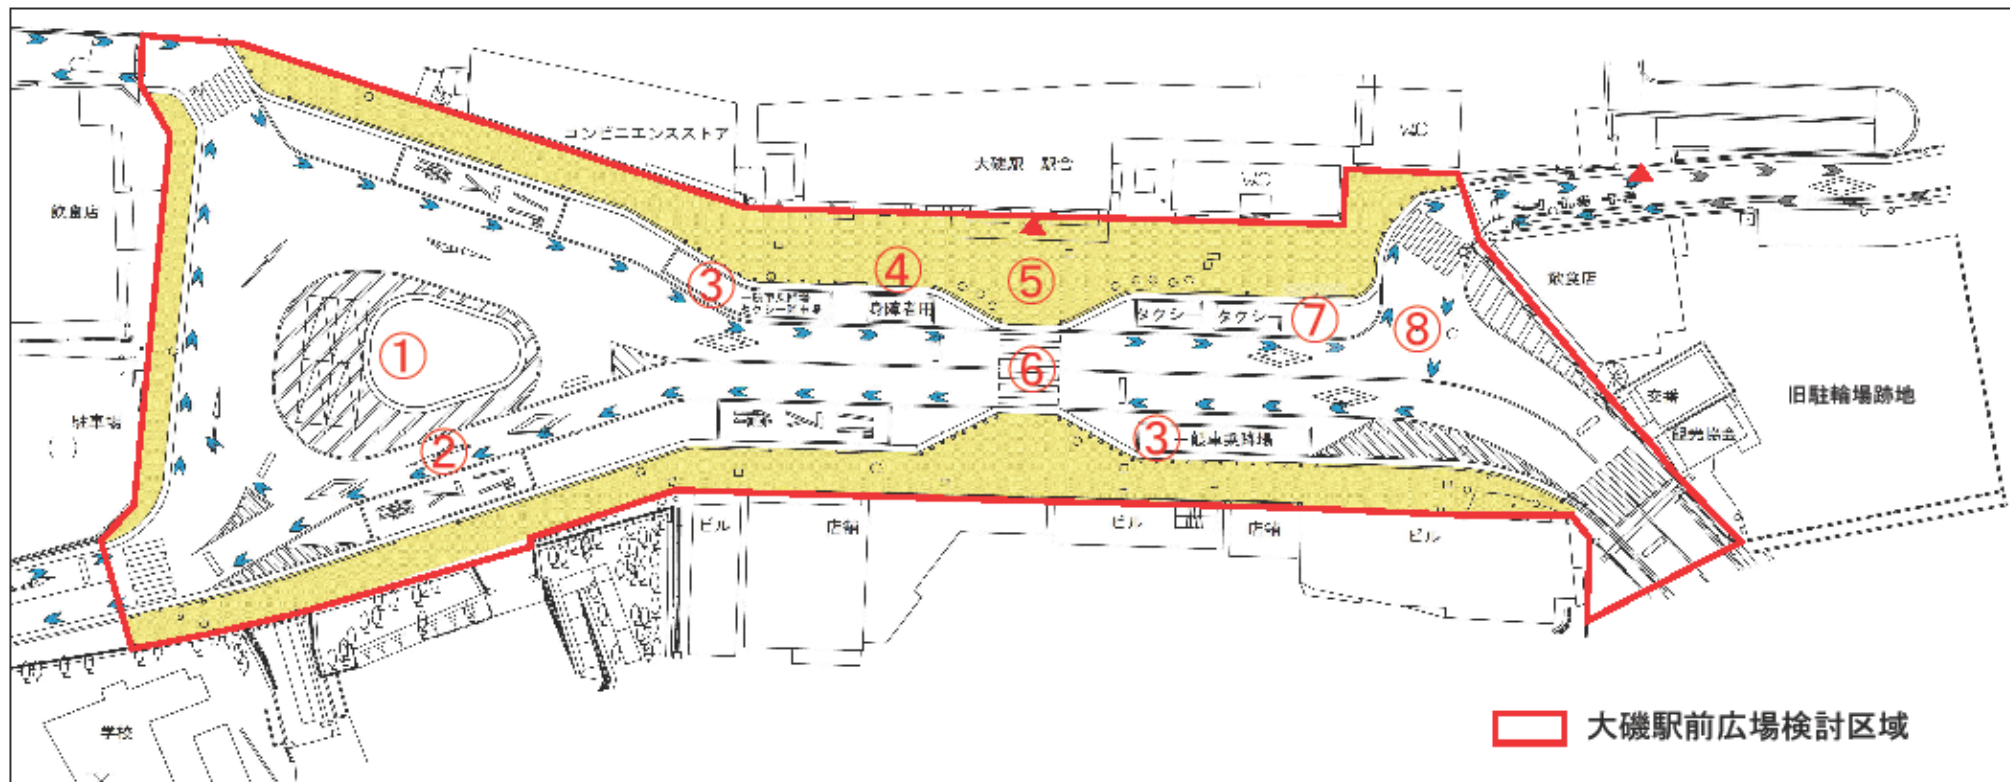 コンビニエンスストア
大磯駅 駅合
WC
WC
飲食店
飲食店
駐車場
③
④
⑤
①
身障者用
タクシー
タクシー
⑦
⑧
⑥
②
③
一般車乗降場
交番
観光協会
旧駐輪場跡地
ビル
店舗
ビル
店舗
ビル
学校
大磯駅前広場検討区域